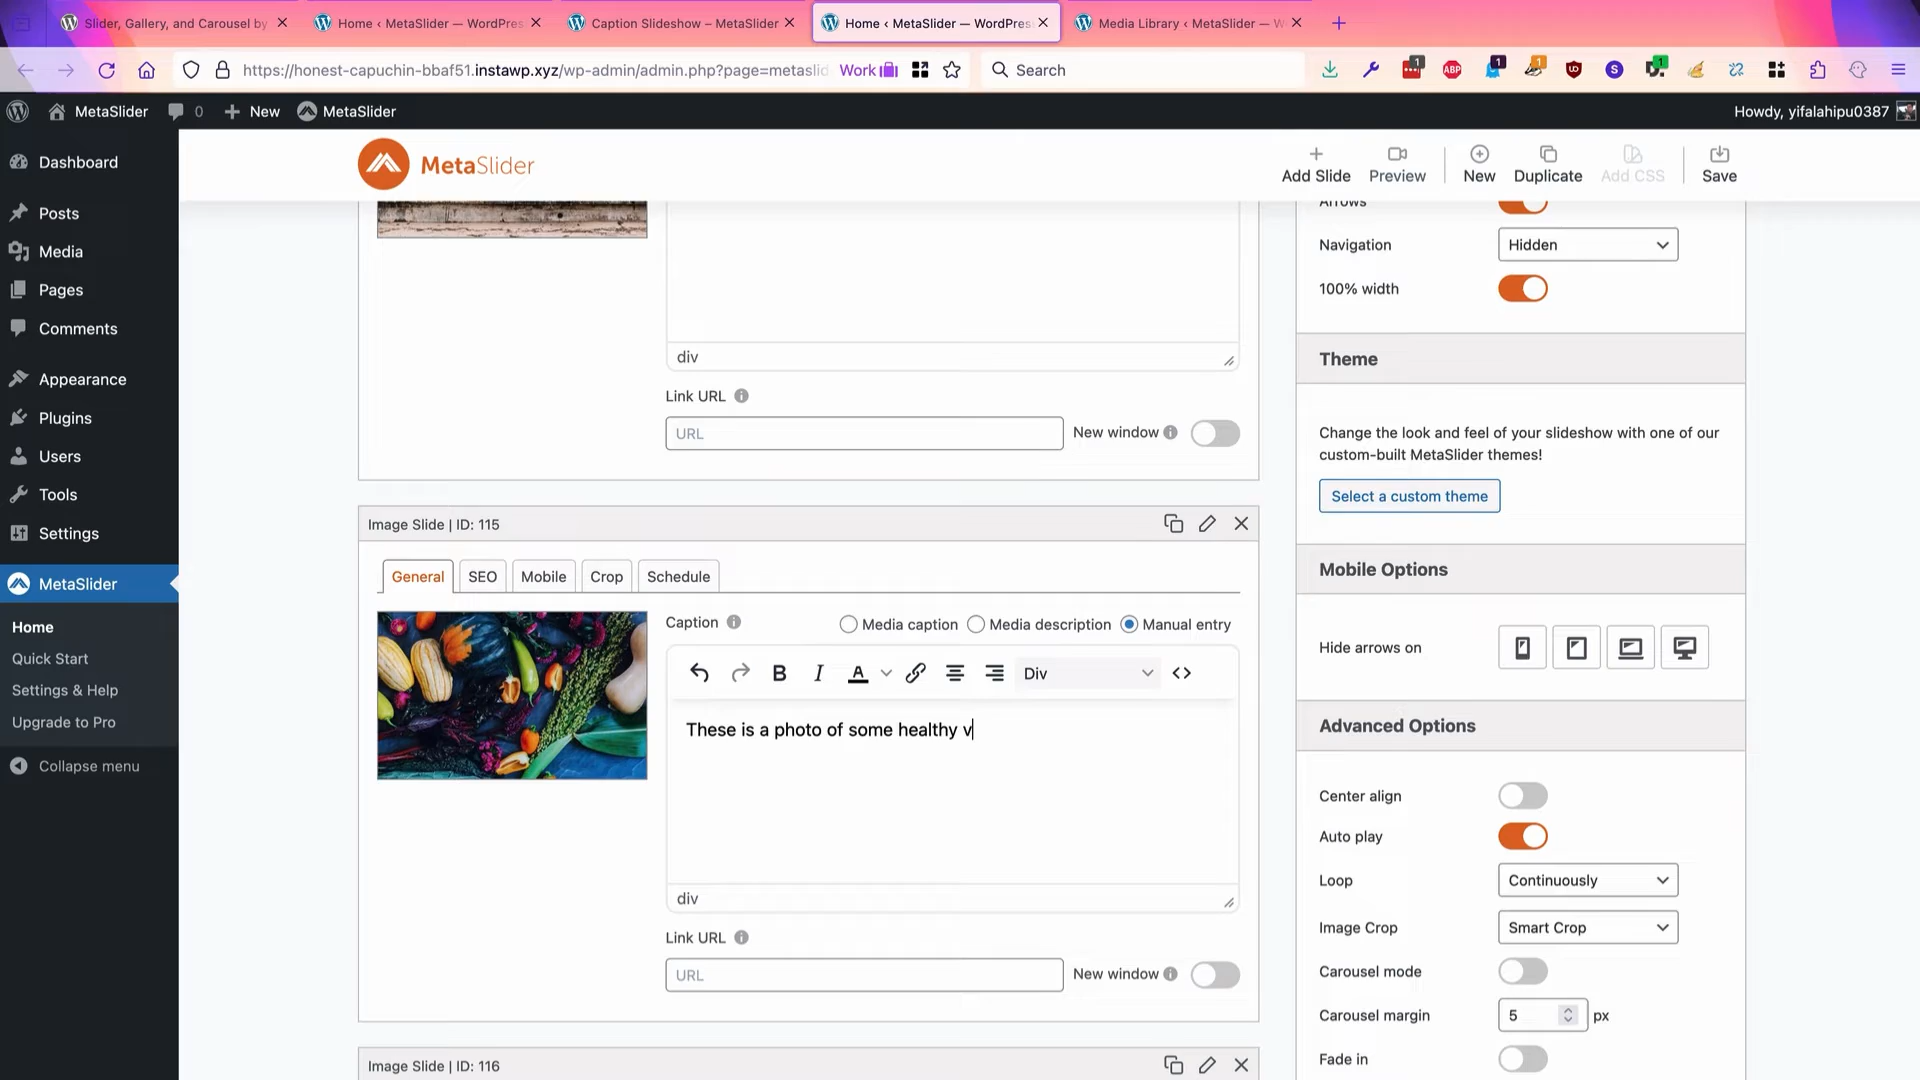 Slider, Gallery, and Carousel by
Home ‹ MetaSlider — WordPres
Caption Slideshow – MetaSlider
Home ‹ MetaSlider — WordPres
Media Library ‹ MetaSlider — W
https://honest-capuchin-bbaf51.instawp.xyz/wp-admin/admin.php?page=metaslid
Work
Search
1
ABP
1
1
S
1
MetaSlider
0
New
MetaSlider
Howdy, yifalahipu0387
Dashboard
Posts
Media
Pages
Comments
Appearance
Plugins
Users
Tools
Settings
MetaSlider
Home
Quick Start
Settings & Help
Upgrade to Pro
Collapse menu
MetaSlider
Add Slide
Preview
New
Duplicate
Add CSS
Save
div
Link URL
URL
New window
Image Slide | ID: 115
General
SEO
Mobile
Crop
Schedule
Caption
Media caption
Media description
Manual entry
B
I
A
Div
These is a photo of some healthy v
div
Link URL
URL
New window
Image Slide | ID: 116
Arrows
Navigation
Hidden
100% width
Theme
Change the look and feel of your slideshow with one of our
custom-built MetaSlider themes!
Select a custom theme
Mobile Options
Hide arrows on
Advanced Options
Center align
Auto play
Loop
Continuously
Image Crop
Smart Crop
Carousel mode
Carousel margin
5
px
Fade in